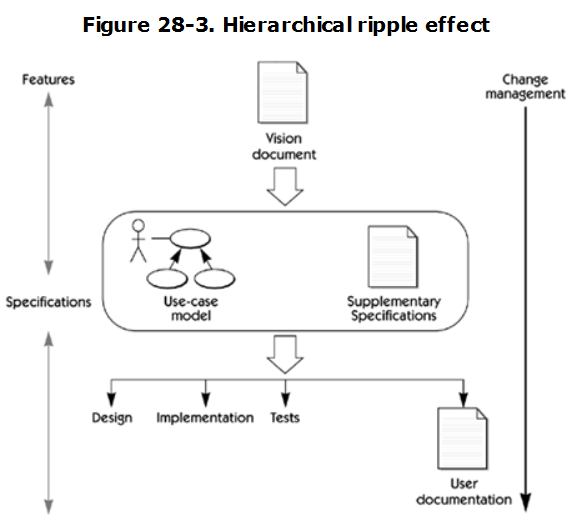 Figure 28-3. Hierarchical ripple effect
Features
Change
management
Vision
document
Specifications
Use-case
model
Supplementary
Specifications
Design
Implementation
Tests
User
documentation